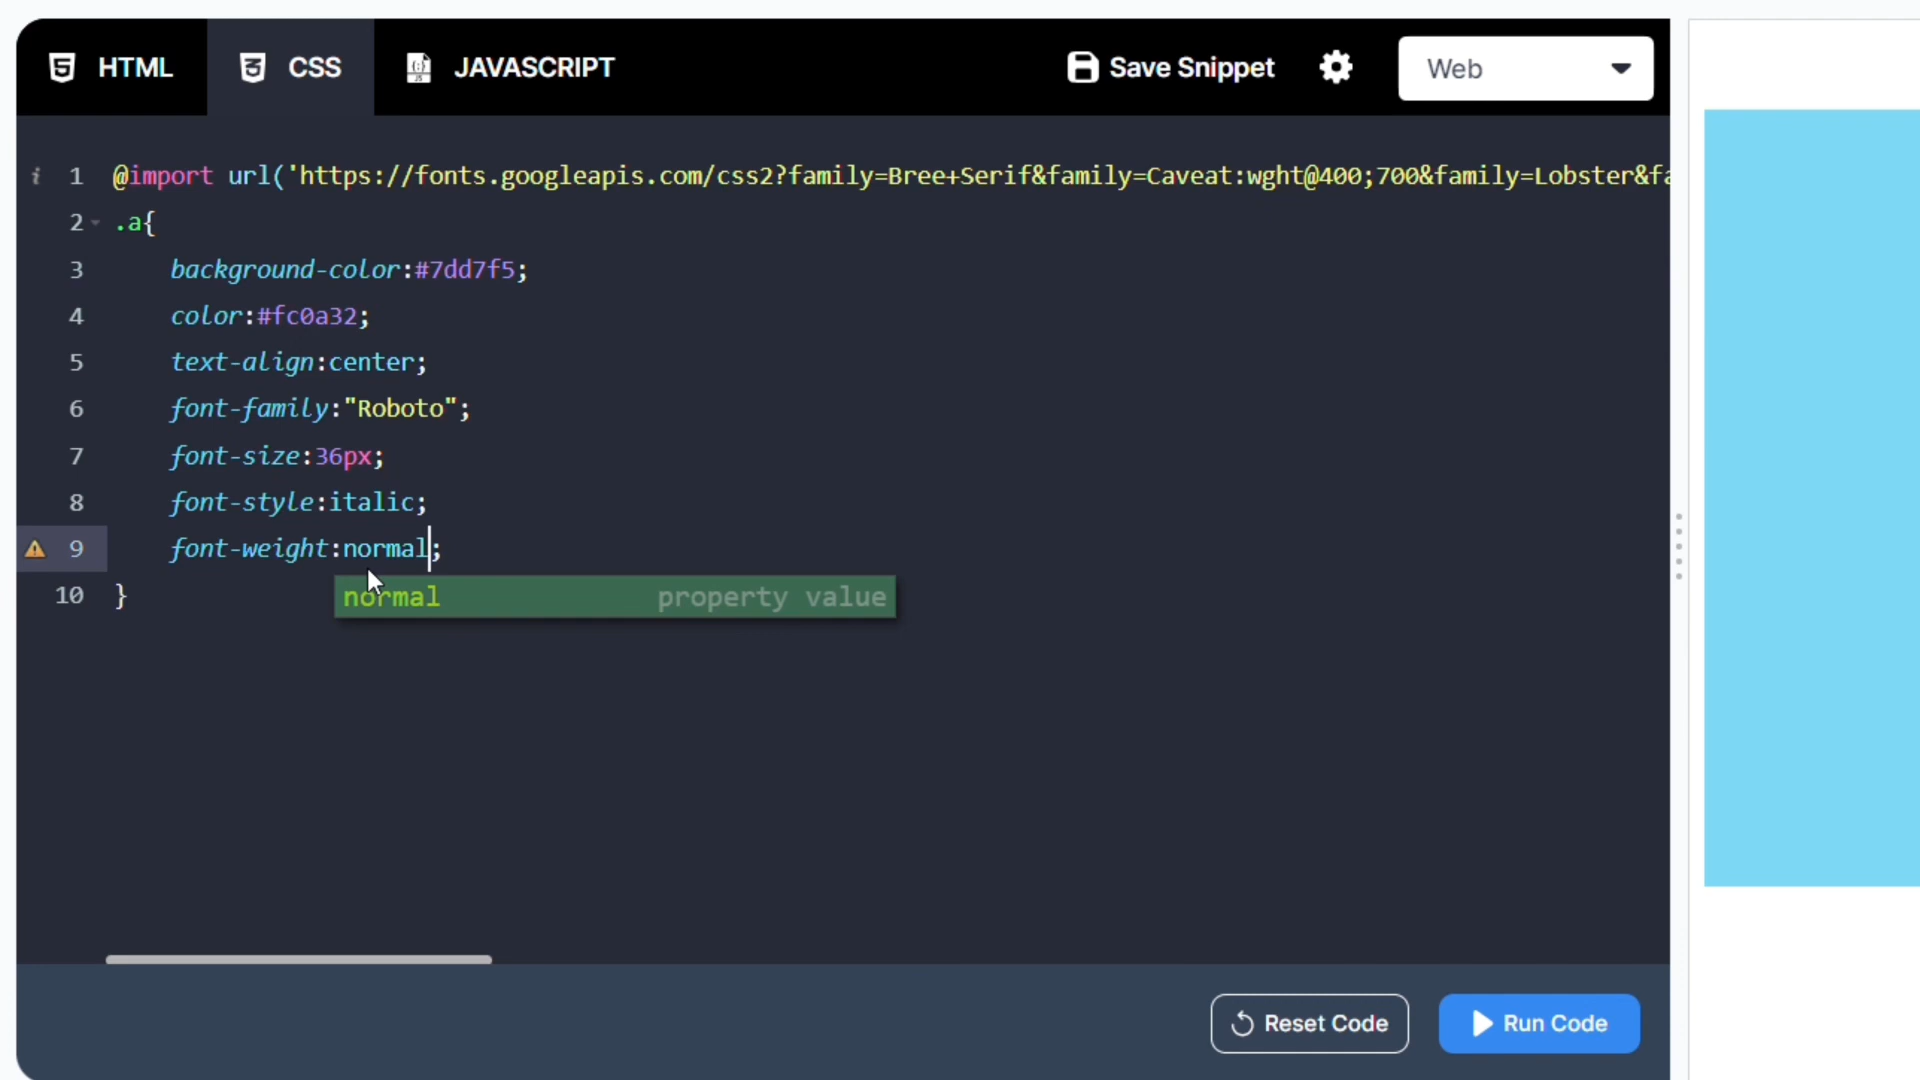 HTML CSS JAVASCRIPT Save Snippet Web
1 @import url('https://fonts.googleapis.com/css2?family=Bree+Serif&family=Caveat:wght@400;700&family=Lobster&fa
2 .a{
3 background-color:#7dd7f5;
4 color:#fc0a32;
5 text-align:center;
6 font-family:"Roboto";
7 font-size:36px;
8 font-style:italic;
9 font-weight:normal;
10 }
normal property value
Reset Code Run Code